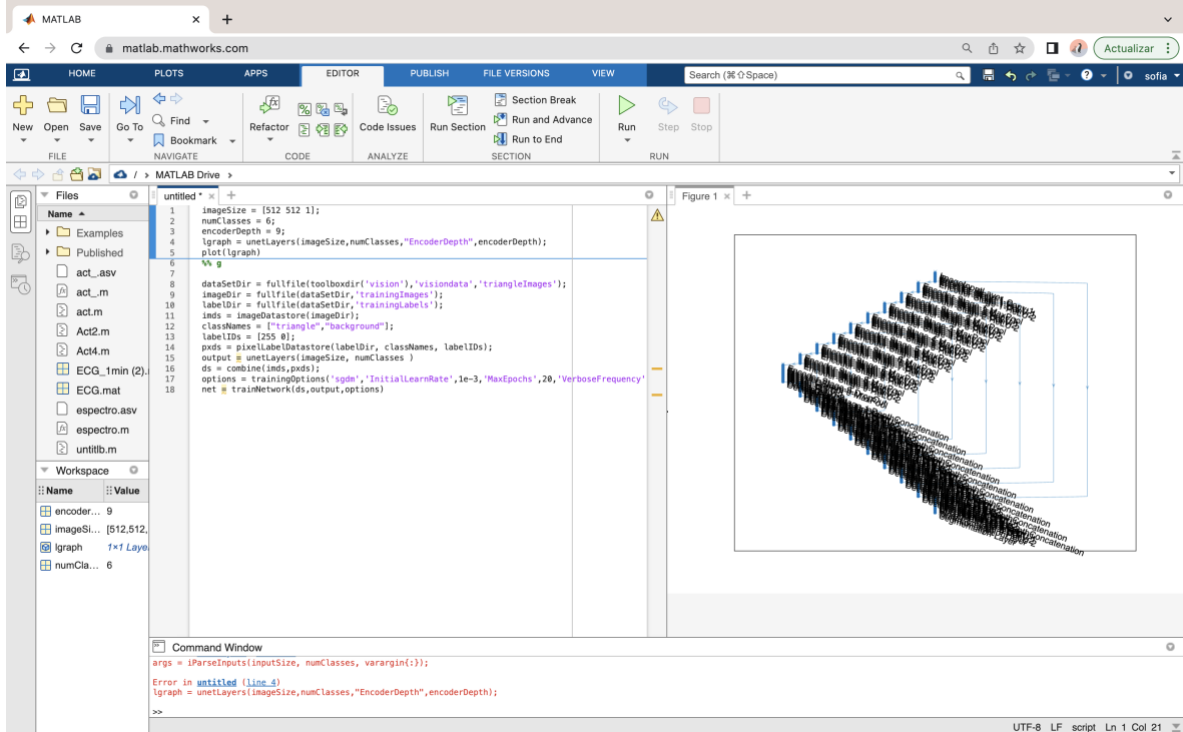 MATLAB
matlab.mathworks.com
Actualizar
HOME PLOTS APPS EDITOR PUBLISH FILE VERSIONS VIEW
Search (⌘⇧Space)
sofia
New Open Save Go To Find Bookmark Refactor Code Issues Run Section Section Break Run and Advance Run to End Run Step Stop
FILE NAVIGATE CODE ANALYZE SECTION RUN
/ > MATLAB Drive >
Files
Name
Examples
Published
act_.asv
act_.m
act.m
Act2.m
Act4.m
ECG_1min (2).
ECG.mat
espectro.asv
espectro.m
untitlb.m
Workspace
Name Value
encoder... 9
imageSi... [512,512,
lgraph 1×1 Laye
numCla... 6
untitled * ×
1 imageSize = [512 512 1];
2 numClasses = 6;
3 encoderDepth = 9;
4 lgraph = unetLayers(imageSize,numClasses,"EncoderDepth",encoderDepth);
5 plot(lgraph)
6 %% g
7
8 dataSetDir = fullfile(toolboxdir('vision'),'visiondata','triangleImages');
9 imageDir = fullfile(dataSetDir,'trainingImages');
10 labelDir = fullfile(dataSetDir,'trainingLabels');
11 imds = imageDatastore(imageDir);
12 classNames = ["triangle","background"];
13 labelIDs = [255 0];
14 pxds = pixelLabelDatastore(labelDir, classNames, labelIDs);
15 output = unetLayers(imageSize, numClasses )
16 ds = combine(imds,pxds);
17 options = trainingOptions('sgdm','InitialLearnRate',1e-3,'MaxEpochs',20,'VerboseFrequency'
18 net = trainNetwork(ds,output,options)
Figure 1 ×
Concatenation
Concatenation
Concatenation
Concatenation
Concatenation
Concatenation
Command Window
args = iParseInputs(inputSize, numClasses, varargin{:});
Error in untitled (line 4)
lgraph = unetLayers(imageSize,numClasses,"EncoderDepth",encoderDepth);
>>
UTF-8 LF script Ln 1 Col 21